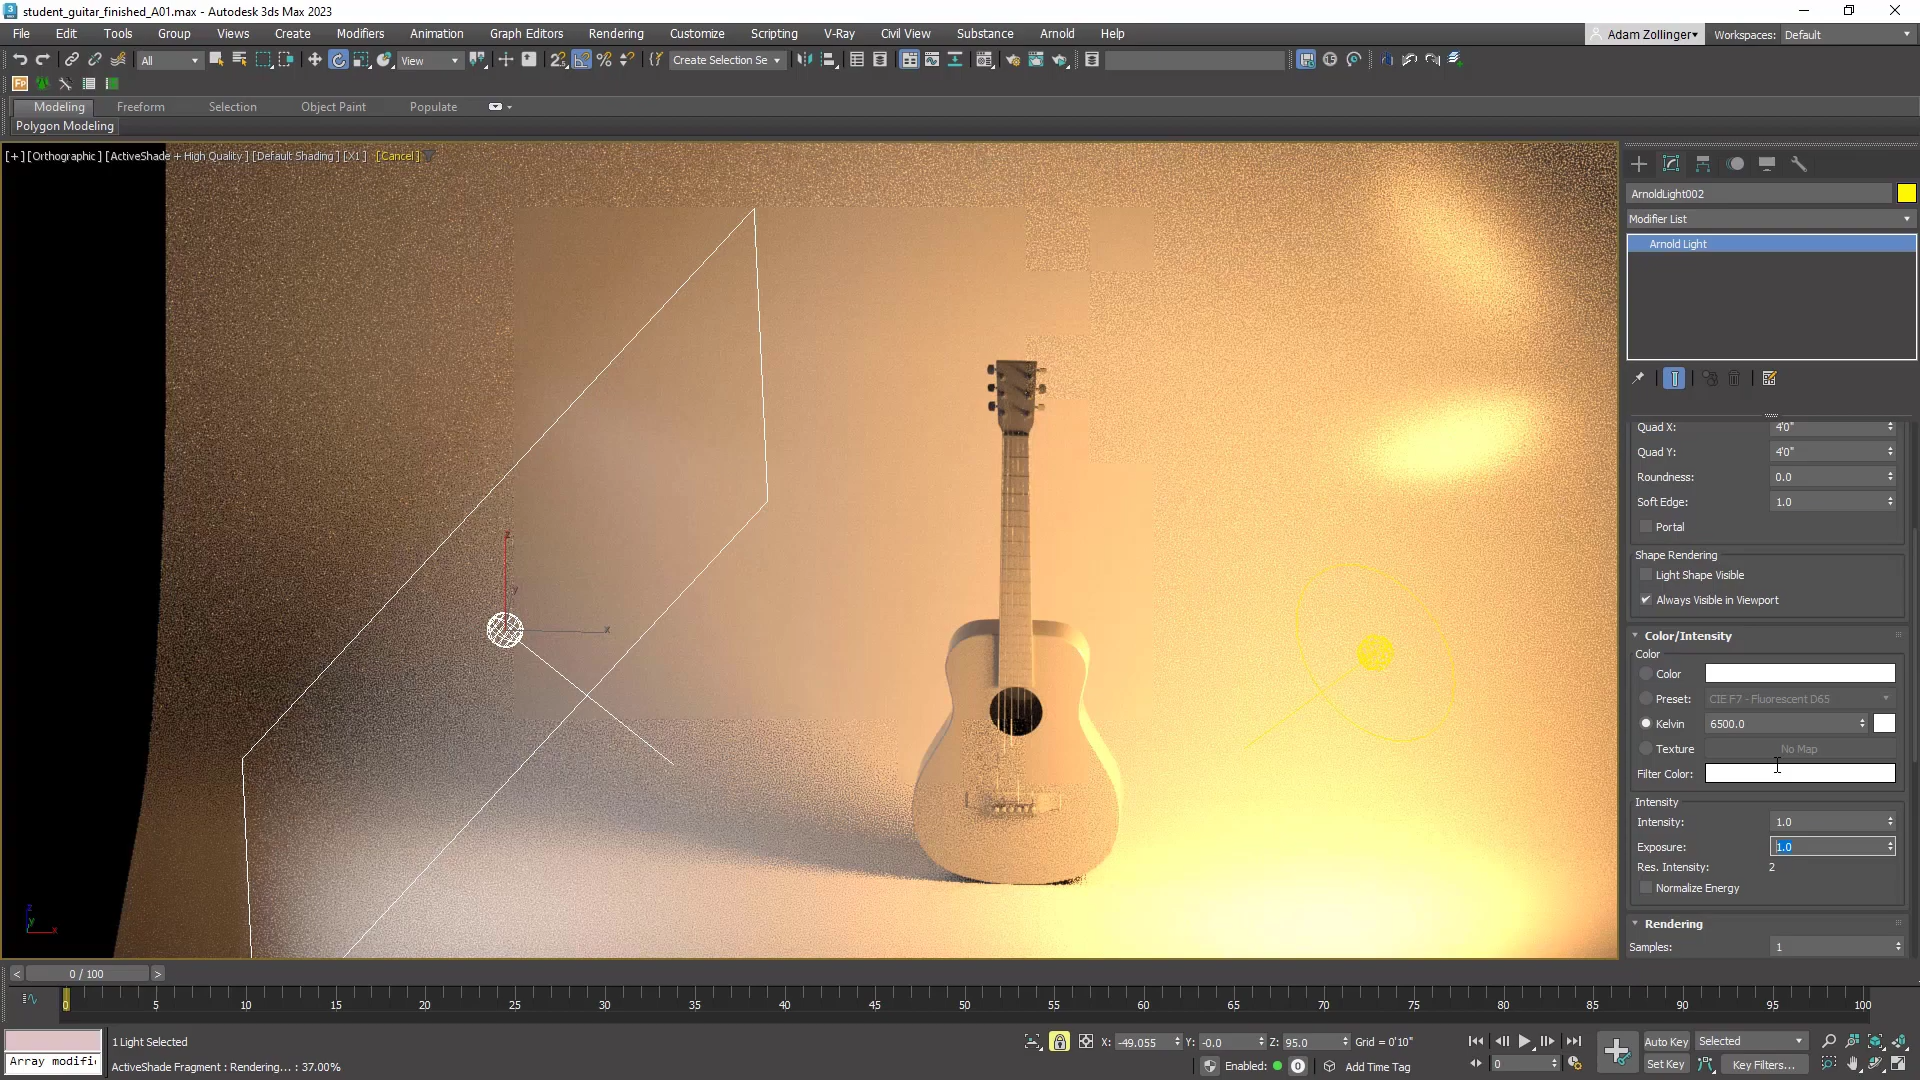 student_guitar_finished_A01.max - Autodesk 3ds Max 2023
File Edit Tools Group Views Create Modifiers Animation Graph Editors Rendering Customize Scripting V-Ray Civil View Substance Arnold Help
Adam Zollinger
Workspaces: Default
All
View
Create Selection Se
Modeling Freeform Selection Object Paint Populate
Polygon Modeling
[+] [Orthographic] [ActiveShade + High Quality] [Default Shading] [X1] [Cancel]
z
y
x
ArnoldLight002
Modifier List
Arnold Light
Quad X: 4'0"
Quad Y: 4'0"
Roundness: 0.0
Soft Edge: 1.0
Portal
Shape Rendering
Light Shape Visible
Always Visible in Viewport
Color/Intensity
Color
Color
Preset: CIE F7 - Fluorescent D65
Kelvin 6500.0
Texture No Map
Filter Color:
Intensity
Intensity: 1.0
Exposure: 1.0
Res. Intensity: 2
Normalize Energy
Rendering
Samples: 1
z
y
x
< 0 / 100 >
0 5 10 15 20 25 30 35 40 45 50 55 60 65 70 75 80 85 90 95 100
1 Light Selected
X: -49.055 Y: -0.0 Z: 95.0 Grid = 0'10"
Auto Key Selected
Array modifi
ActiveShade Fragment : Rendering... : 37.00%
Enabled: 0 Add Time Tag
0
Set Key Key Filters...